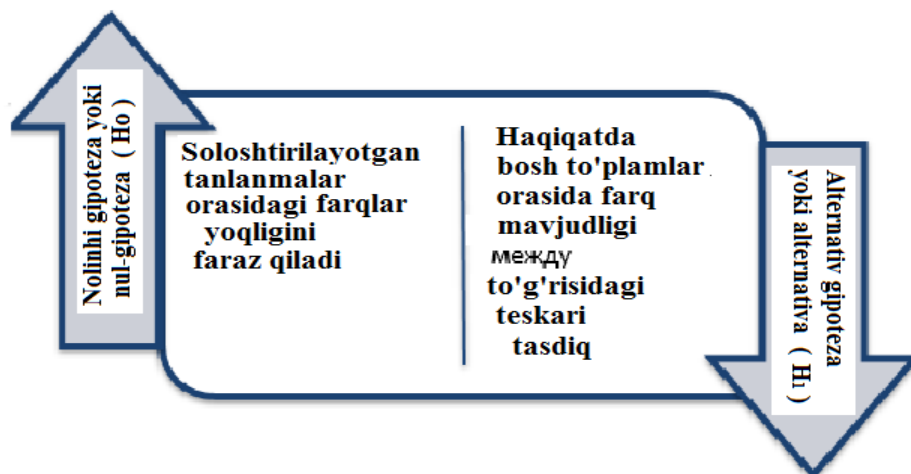 Nolinhi gipoteza yoki
nul-gipoteza ( Ho )
Soloshtirilayotgan
tanlanmalar
orasidagi farqlar
yoqligini
faraz qiladi
Haqiqatda
bosh to'plamlar
orasida farq
mavjudligi
между
to'g'risidagi
teskari
tasdiq
Alternativ gipoteza
yoki alternativa ( H₁ )